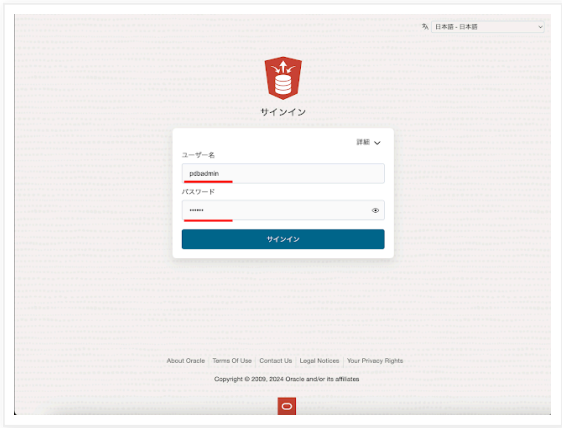 日本語 - 日本語
サインイン
詳細
ユーザー名
pdbadmin
パスワード
••••••
サインイン
About Oracle Terms Of Use Contact Us Legal Notices Your Privacy Rights
Copyright © 2009, 2024 Oracle and/or its affiliates